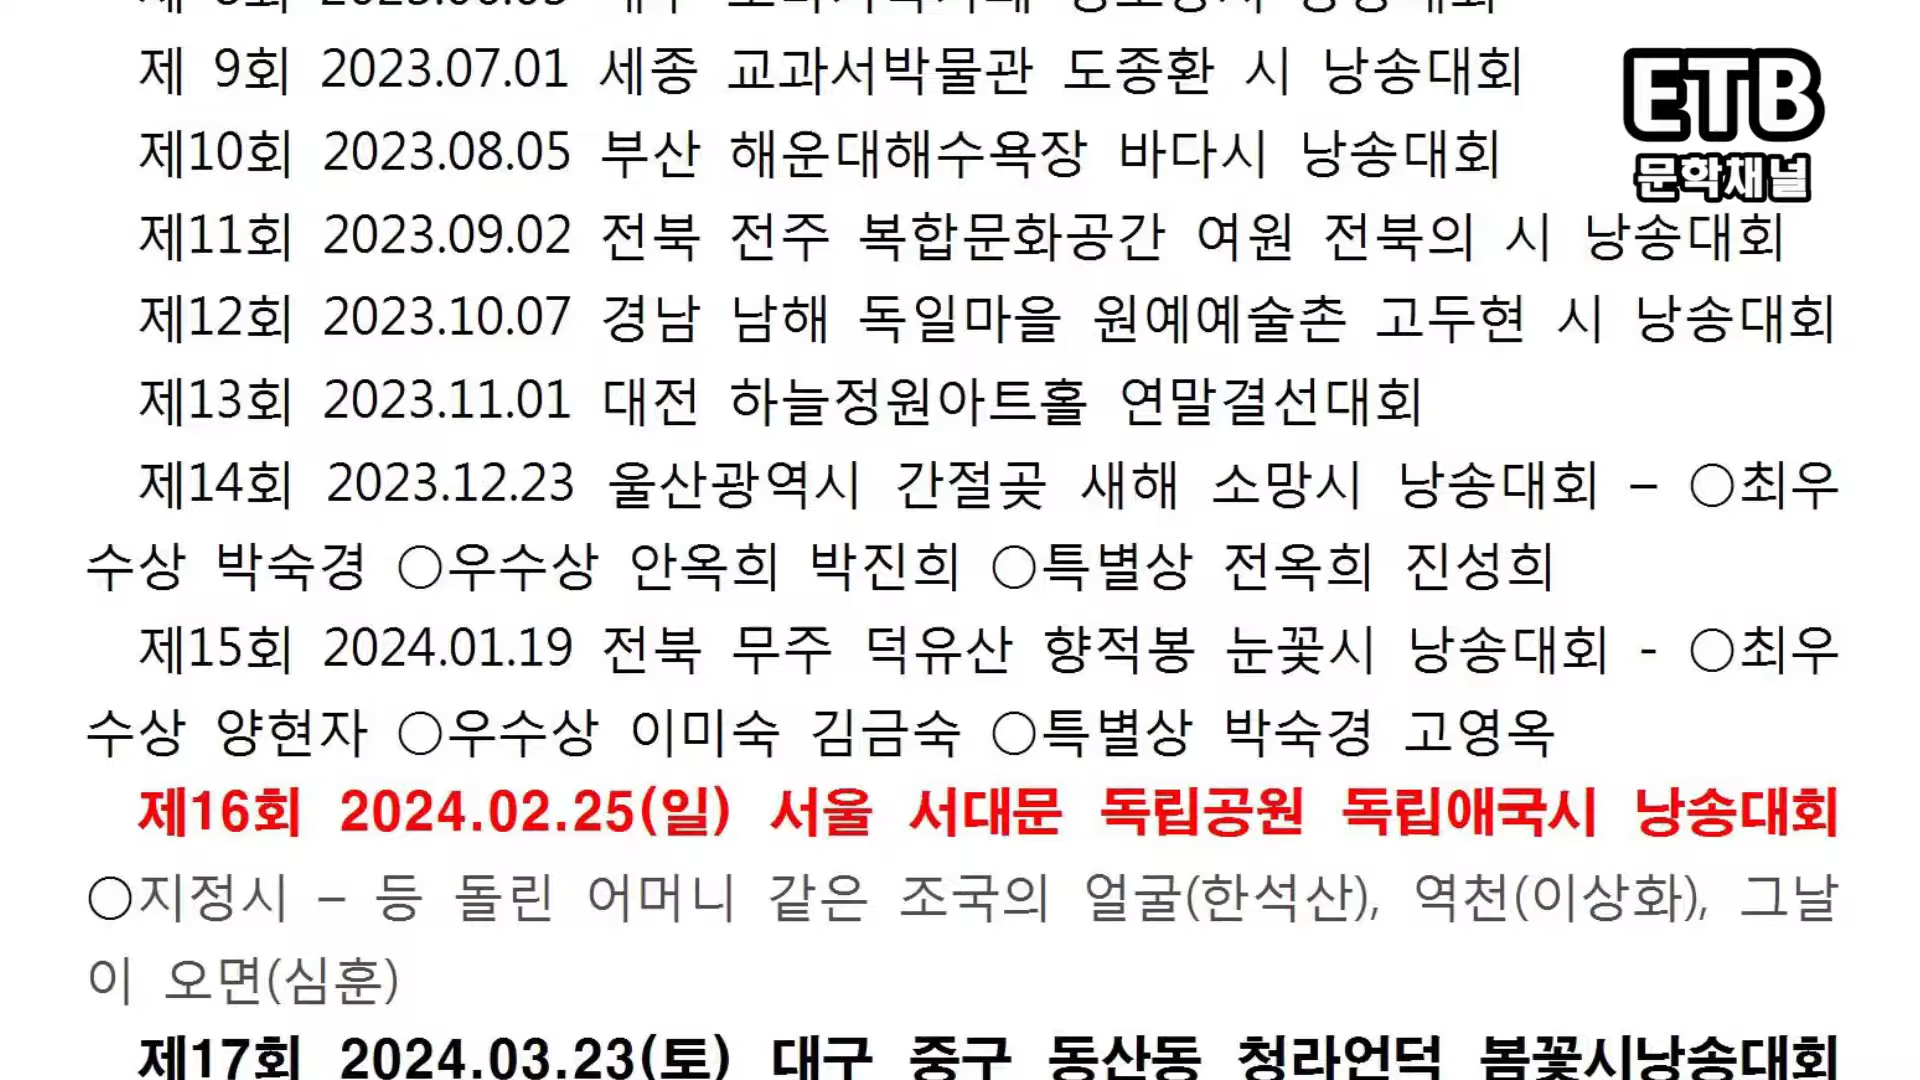 제 9회 2023.07.01 세종 교과서박물관 도종환 시 낭송대회
ETB
문학채널
제10회 2023.08.05 부산 해운대해수욕장 바다시 낭송대회
제11회 2023.09.02 전북 전주 복합문화공간 여원 전북의 시 낭송대회
제12회 2023.10.07 경남 남해 독일마을 원예예술촌 고두현 시 낭송대회
제13회 2023.11.01 대전 하늘정원아트홀 연말결선대회
제14회 2023.12.23 울산광역시 간절곶 새해 소망시 낭송대회 – ○최우
수상 박숙경 ○우수상 안옥희 박진희 ○특별상 전옥희 진성희
제15회 2024.01.19 전북 무주 덕유산 향적봉 눈꽃시 낭송대회 - ○최우
수상 양현자 ○우수상 이미숙 김금숙 ○특별상 박숙경 고영옥
제16회 2024.02.25(일) 서울 서대문 독립공원 독립애국시 낭송대회
○지정시 – 등 돌린 어머니 같은 조국의 얼굴(한석산), 역천(이상화), 그날
이 오면(심훈)
제17회 2024.03.23(토) 대구 중구 동산동 청라언덕 봄꽃시낭송대회